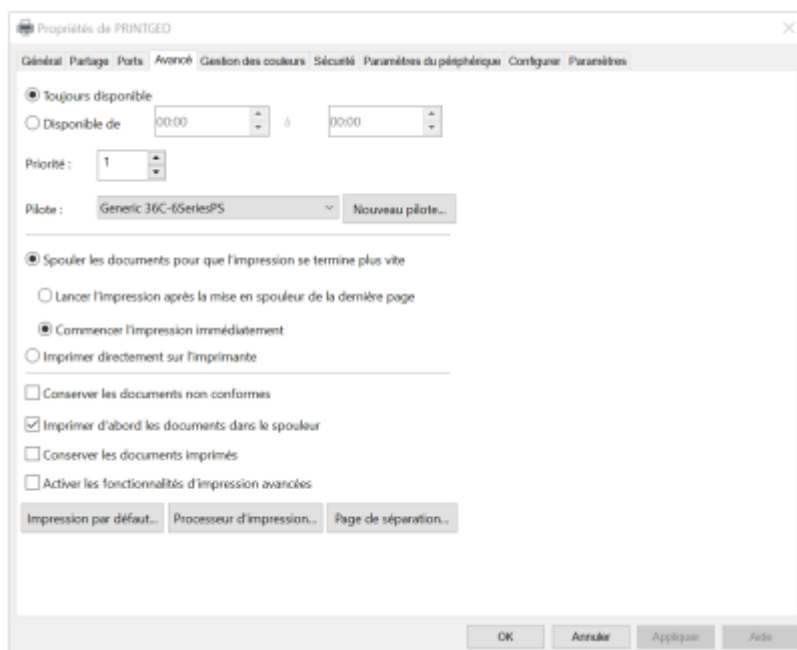 Propriétés de PRINTGED
Général Partage Ports Avancé Gestion des couleurs Sécurité Paramètres du périphérique Configurer Paramètres
Toujours disponible
Disponible de 00:00 à 00:00
Priorité : 1
Pilote : Generic 36C-6SeriesPS Nouveau pilote...
Spouler les documents pour que l'impression se termine plus vite
Lancer l'impression après la mise en spouleur de la dernière page
Commencer l'impression immédiatement
Imprimer directement sur l'imprimante
Conserver les documents non conformes
Imprimer d'abord les documents dans le spouleur
Conserver les documents imprimés
Activer les fonctionnalités d'impression avancées
Impression par défaut... Processeur d'impression... Page de séparation...
OK Annuler Appliquer Aide